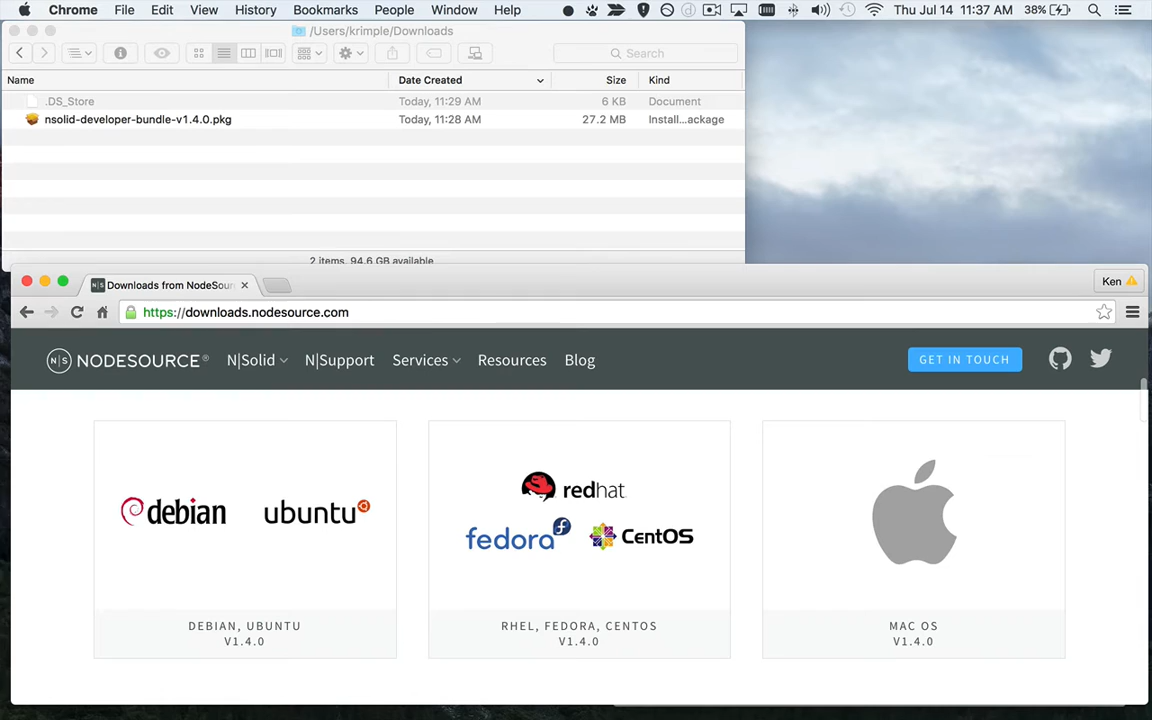 Chrome File Edit View History Bookmarks People Window Help Thu Jul 14 11:37 AM 38%
/Users/krimple/Downloads
Search
Name Date Created Size Kind
.DS_Store Today, 11:29 AM 6 KB Document
nsolid-developer-bundle-v1.4.0.pkg Today, 11:28 AM 27.2 MB Install...ackage
2 items, 94.6 GB available
N|S Downloads from NodeSour Ken
https://downloads.nodesource.com
N|S NODESOURCE® N|Solid N|Support Services Resources Blog GET IN TOUCH
debian ubuntu
redhat
fedora CentOS
DEBIAN, UBUNTU
V1.4.0
RHEL, FEDORA, CENTOS
V1.4.0
MAC OS
V1.4.0